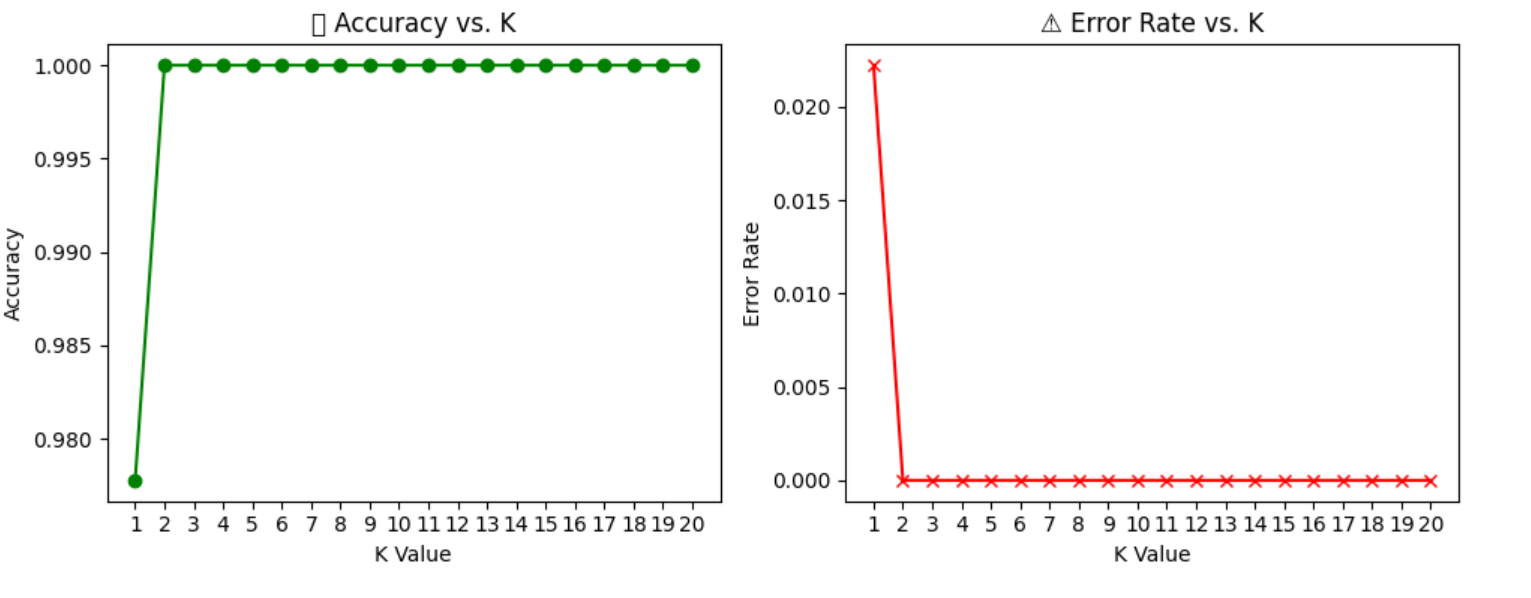 ▯ Accuracy vs. K
1.000
0.995
0.990
0.985
0.980
Accuracy
1 2 3 4 5 6 7 8 9 10 11 12 13 14 15 16 17 18 19 20
K Value
⚠ Error Rate vs. K
0.020
0.015
0.010
0.005
0.000
Error Rate
1 2 3 4 5 6 7 8 9 10 11 12 13 14 15 16 17 18 19 20
K Value